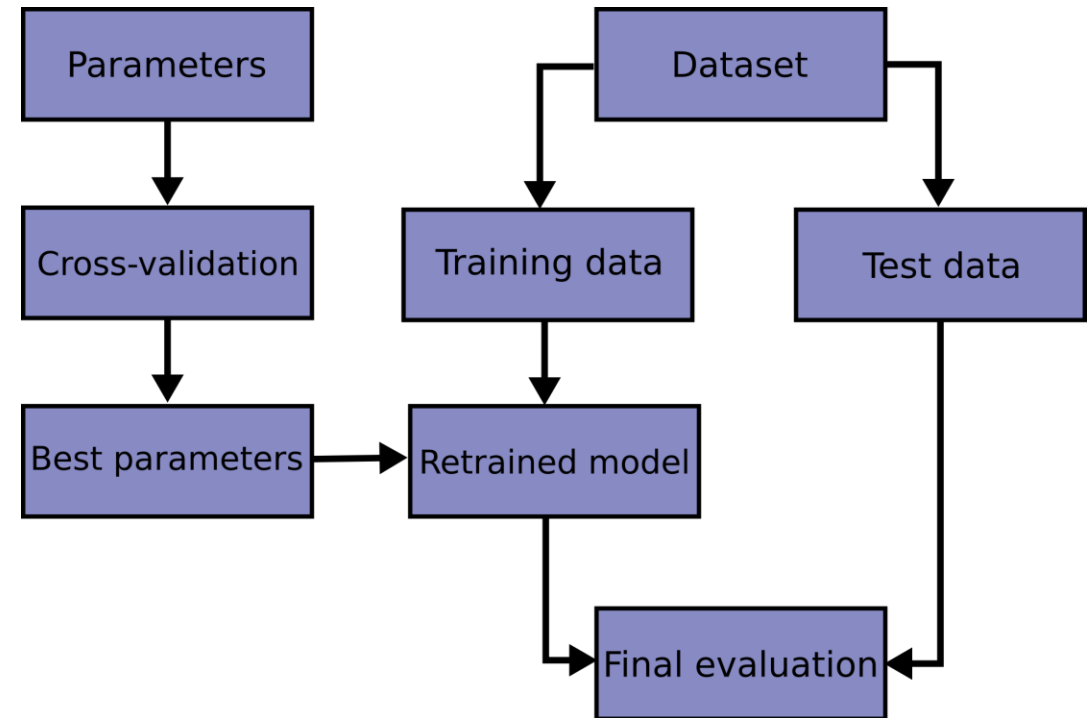 Parameters
Dataset
Cross-validation
Training data
Test data
Best parameters
Retrained model
Final evaluation